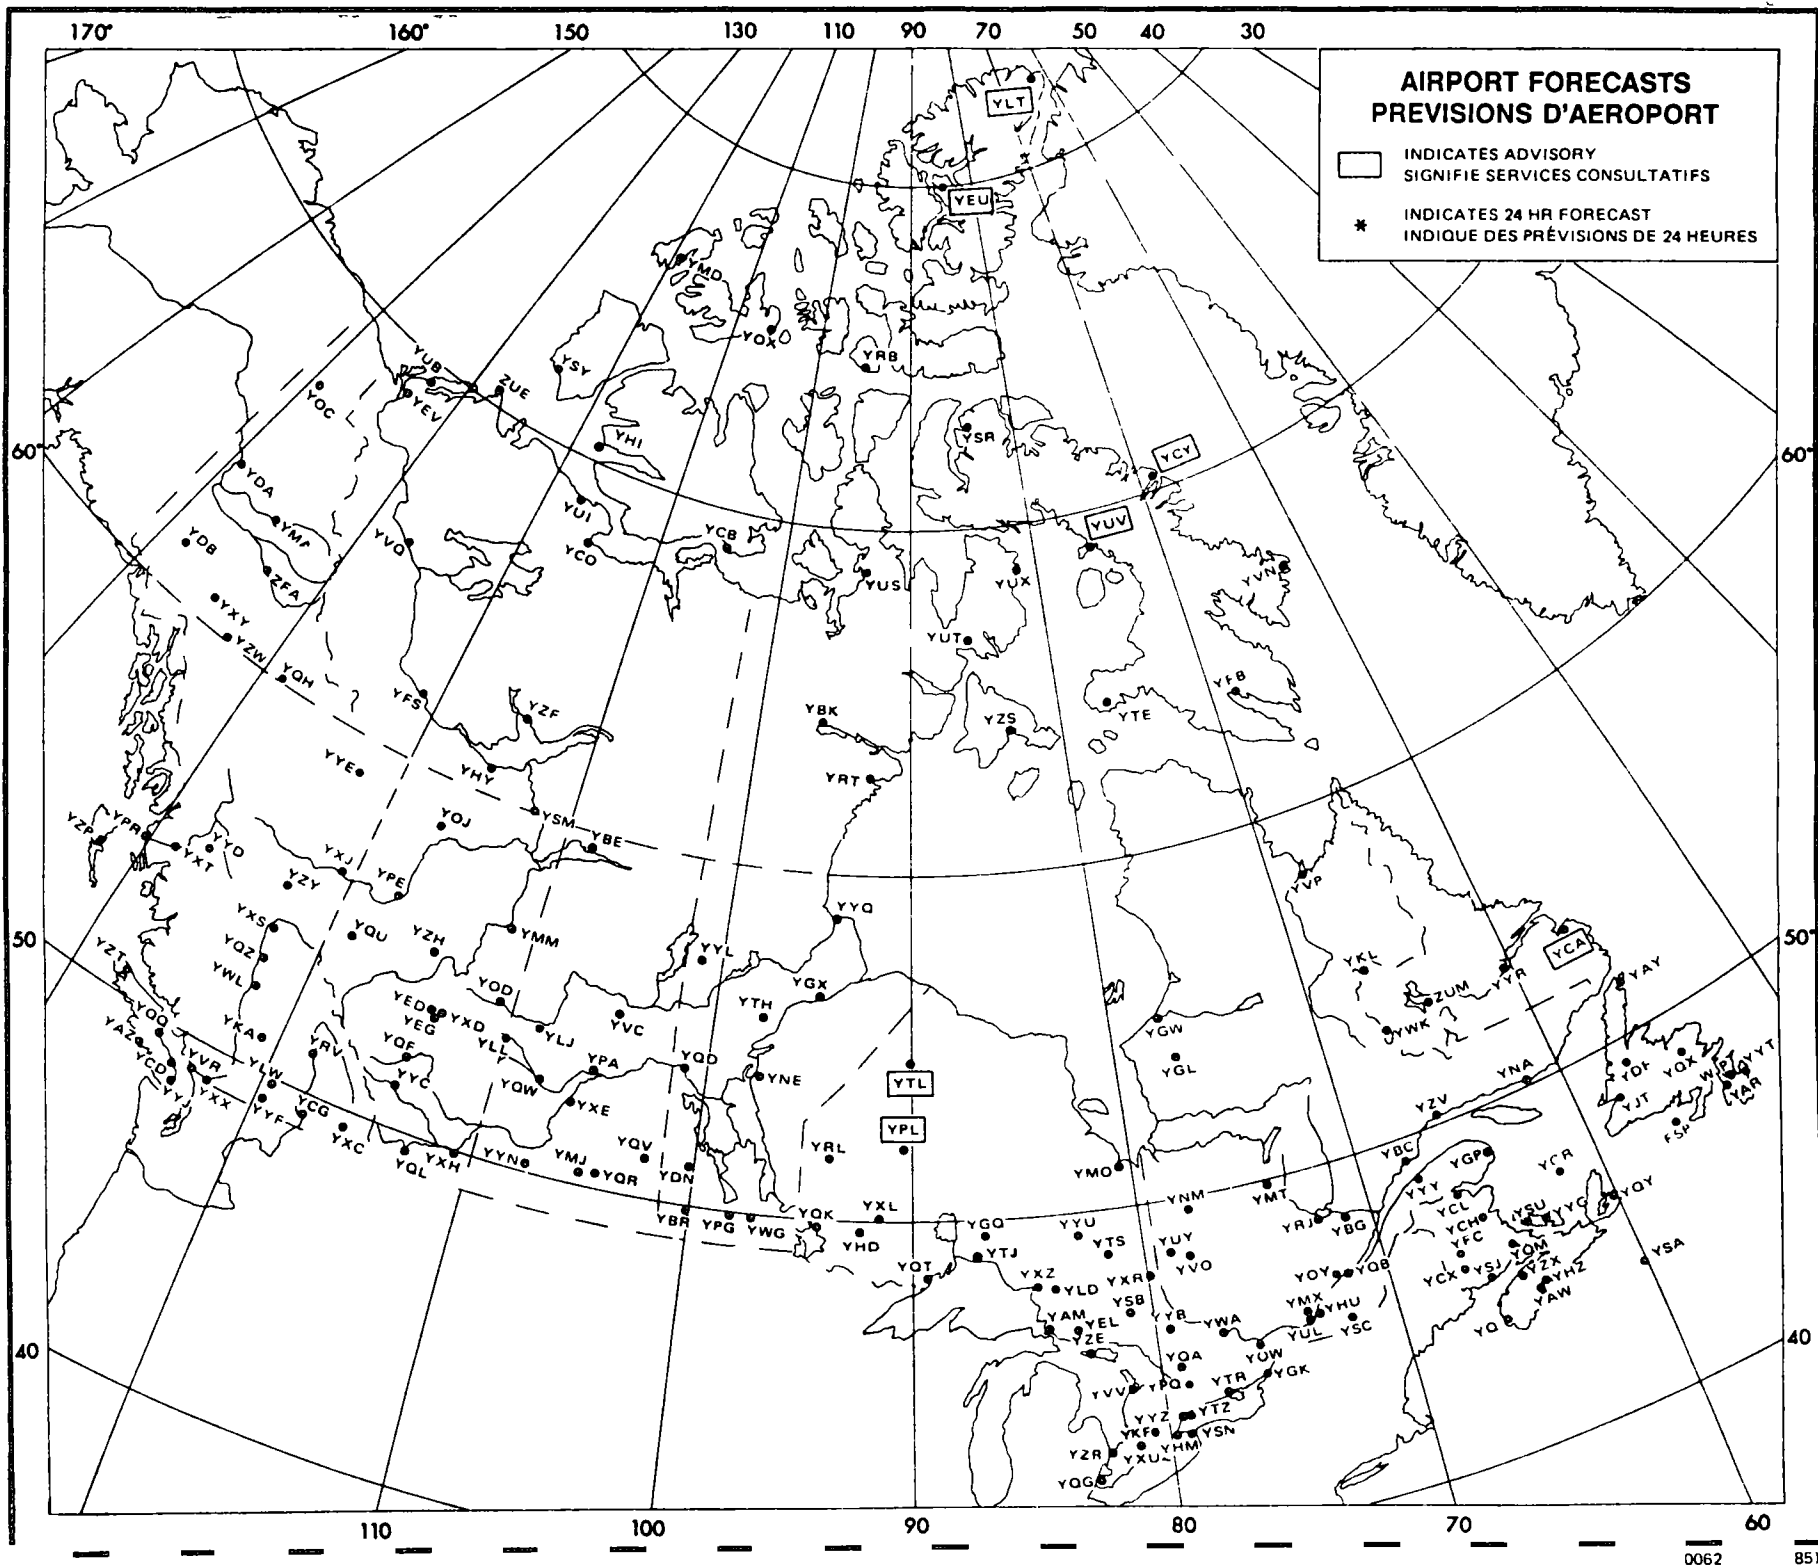 170° 160° 150 130 110 90 70 50 40 30
AIRPORT FORECASTS
PREVISIONS D'AEROPORT
INDICATES ADVISORY
SIGNIFIE SERVICES CONSULTATIFS
* INDICATES 24 HR FORECAST
INDIQUE DES PRÉVISIONS DE 24 HEURES
YLT
YEU
YMD
YOX
YRB
YSY
YUB
ZUE
YOC
YEV
YHI
YSR
YCY
60°
60°
YDA
YUI
YMA
YUV
YDB
YVQ
YCB
YCO
ZFA
YUS
YUX
YVN
YXY
YZW
YUT
YQH
YFS
YZF
YBK
YZS
YTE
YFB
YYE
YHY
YRT
YZP
YPR
YXT
YYD
YOJ
YSM
YBE
YXJ
YPE
YZY
YVP
YXS
YQU
YZH
YMM
YYQ
50
50°
YQZ
YZT
YWL
YYL
YKL
YCA
YAY
YOD
YGX
YED
YXD
YEG
YTH
ZUM
YR
YQQ
YAZ
YKA
YRV
YQF
YLL
YLJ
YVC
YGW
YWK
YCD
YVR
YLW
YYC
YQW
YPA
YQD
YNE
YTL
YGL
YNA
YDF
YQX
YYT
YAR
YYJ
YXX
YYF
YCG
YXE
YPL
YZV
YJT
FSP
YXC
YQL
YXH
YYN
YMJ
YQR
YQV
YDN
YRL
YMO
YBC
YGP
YCR
YBR
YPG
YWG
YQK
YXL
YHD
YGQ
YYU
YNM
YMT
YRJ
YBG
YYY
YCL
YCH
YSU
YYG
YQY
YQT
YTJ
YTS
YUY
YVO
YFC
YQM
YXZ
YLD
YXR
YOY
YQB
YCX
YSJ
YZX
YHZ
YAW
YSA
YAM
YEL
YZE
YSB
YYB
YWA
YMX
YHU
YUL
YSC
YQ
40
40
YQA
YOW
YVV
YPQ
YTR
YGK
YYZ
YTZ
YKF
YHM
YSN
YZR
YXU
YQG
110 100 90 80 70 60
0062 851